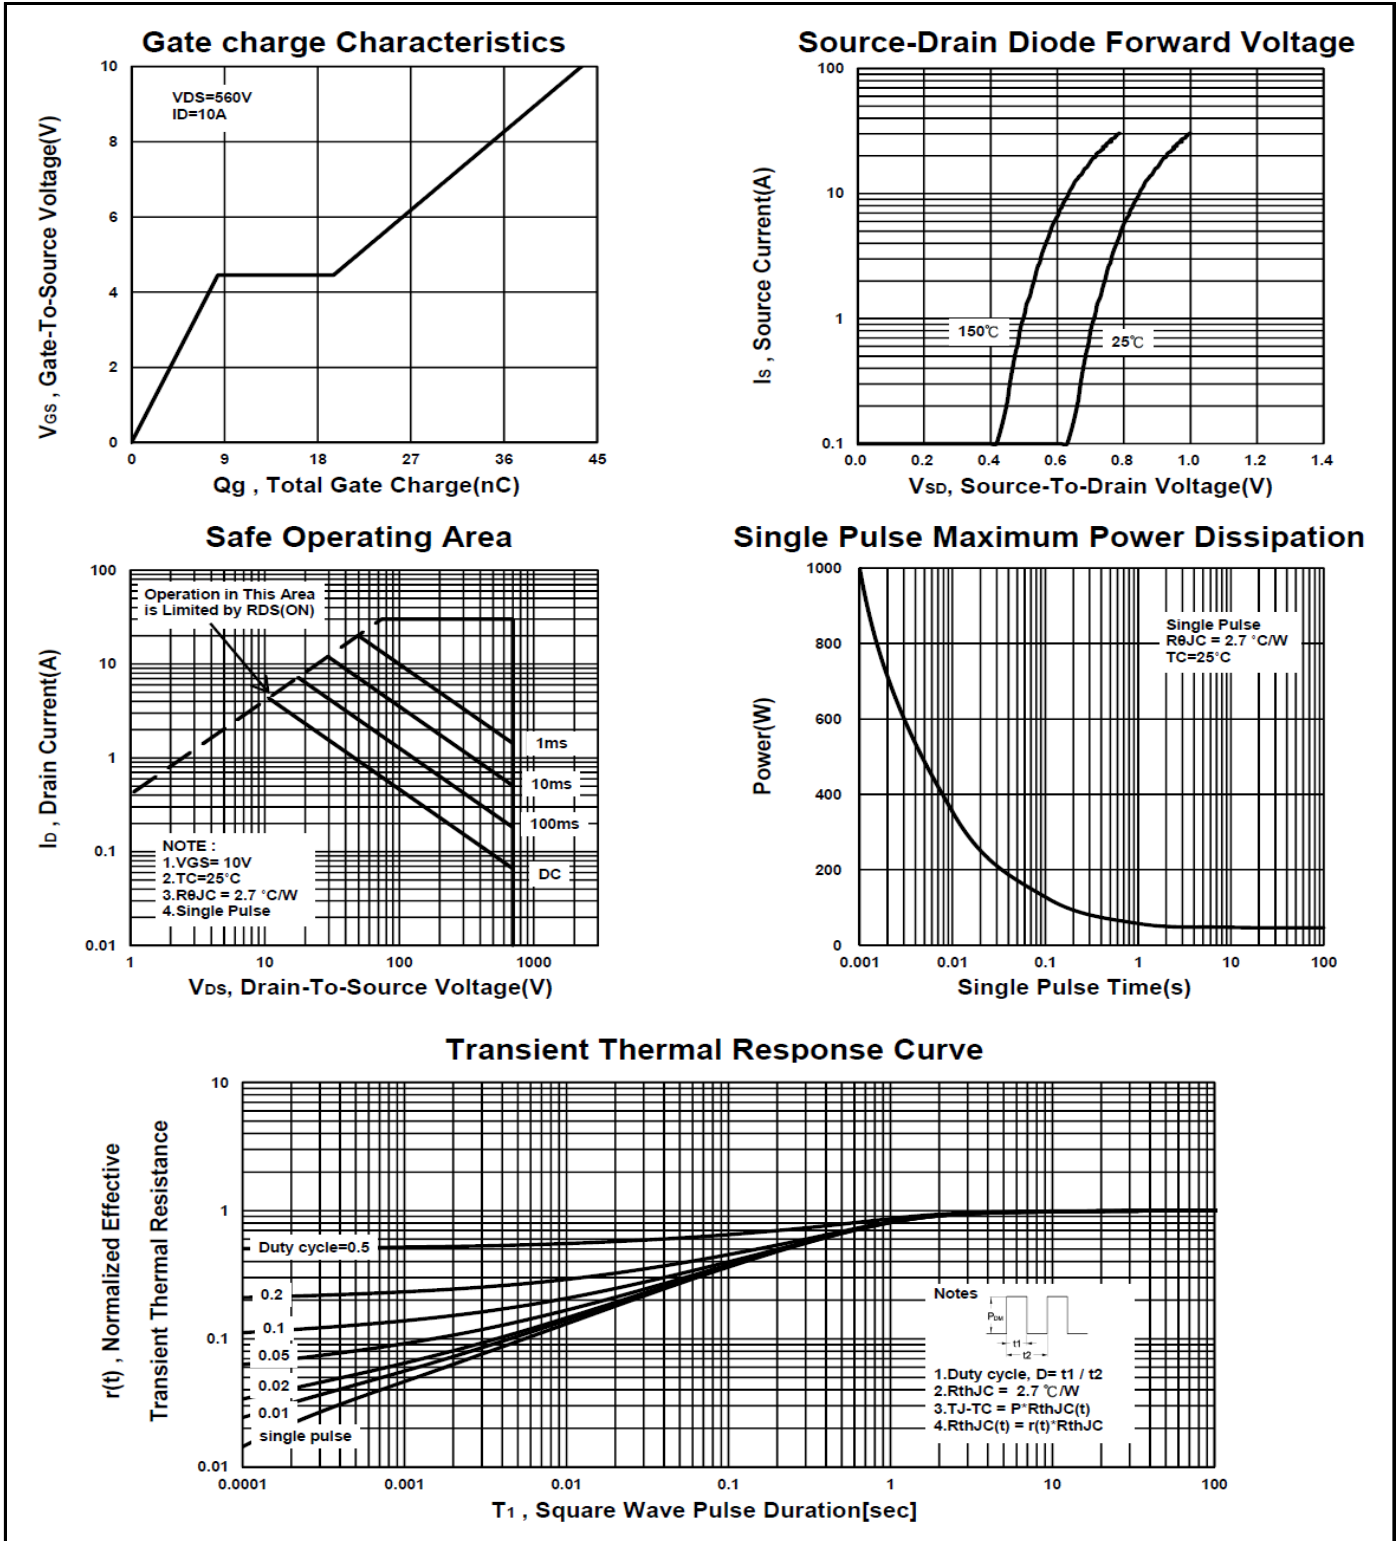 Gate charge Characteristics
VDS=560V
ID=10A
10
8
6
4
2
0
0 9 18 27 36 45
VGS , Gate-To-Source Voltage(V)
Qg , Total Gate Charge(nC)
Source-Drain Diode Forward Voltage
100
10
1
0.1
150℃
25℃
0.0 0.2 0.4 0.6 0.8 1.0 1.2 1.4
IS , Source Current(A)
VSD, Source-To-Drain Voltage(V)
Safe Operating Area
100
10
1
0.1
0.01
Operation in This Area
is Limited by RDS(ON)
1ms
10ms
100ms
DC
NOTE :
1.VGS= 10V
2.TC=25°C
3.RθJC = 2.7 °C/W
4.Single Pulse
1 10 100 1000
ID , Drain Current(A)
VDS, Drain-To-Source Voltage(V)
Single Pulse Maximum Power Dissipation
1000
800
600
400
200
0
Single Pulse
RθJC = 2.7 °C/W
TC=25°C
0.001 0.01 0.1 1 10 100
Power(W)
Single Pulse Time(s)
Transient Thermal Response Curve
10
1
0.1
0.01
Duty cycle=0.5
0.2
0.1
0.05
0.02
0.01
single pulse
Notes
PDM
t1
t2
1.Duty cycle, D= t1 / t2
2.RthJC = 2.7 ℃/W
3.TJ-TC = P*RthJC(t)
4.RthJC(t) = r(t)*RthJC
0.0001 0.001 0.01 0.1 1 10 100
r(t) , Normalized Effective
Transient Thermal Resistance
T1 , Square Wave Pulse Duration[sec]